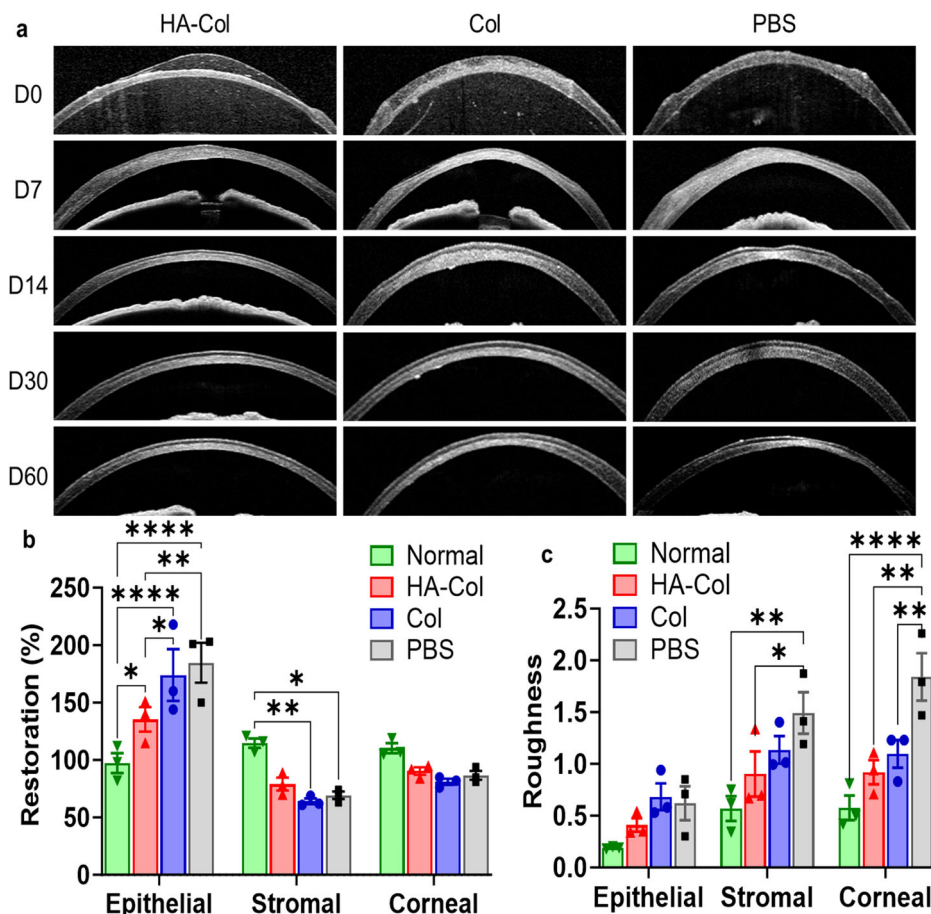 a
HA-Col
Col
PBS
D0
D7
D14
D30
D60
b
Normal
HA-Col
Col
PBS
****
**
****
*
*
*
**
Restoration (%)
250
200
150
100
50
0
Epithelial
Stromal
Corneal
c
Normal
HA-Col
Col
PBS
****
**
**
**
*
Roughness
2.5
2.0
1.5
1.0
0.5
0.0
Epithelial
Stromal
Corneal